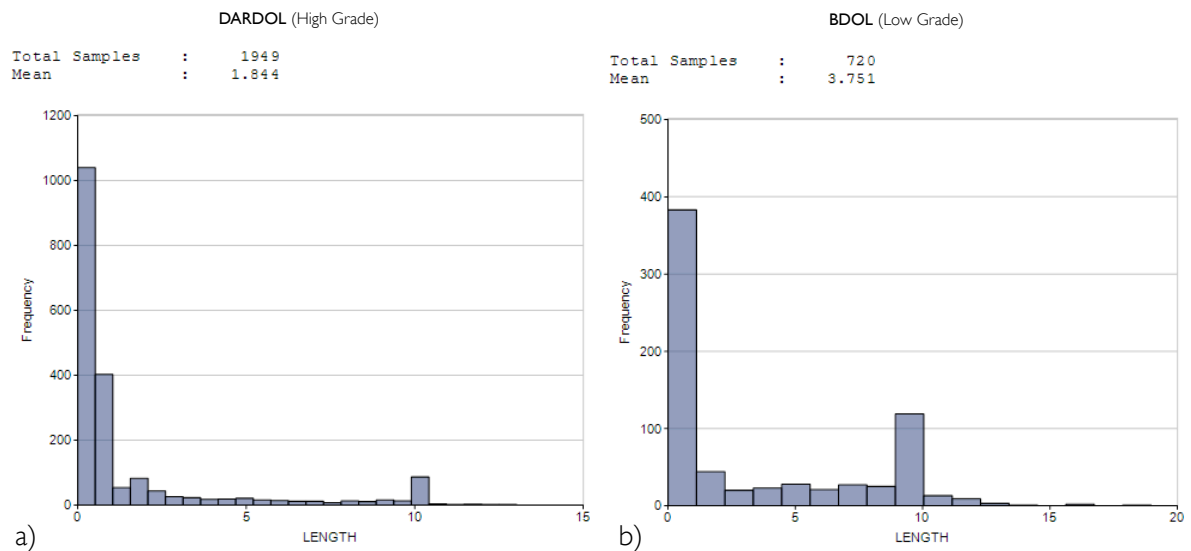 DARDOL (High Grade)
Total Samples : 1949
Mean : 1.844
1200
1000
800
600
400
200
0
Frequency
0 5 10 15
LENGTH
a)
BDOL (Low Grade)
Total Samples : 720
Mean : 3.751
500
400
300
200
100
0
Frequency
0 5 10 15 20
LENGTH
b)